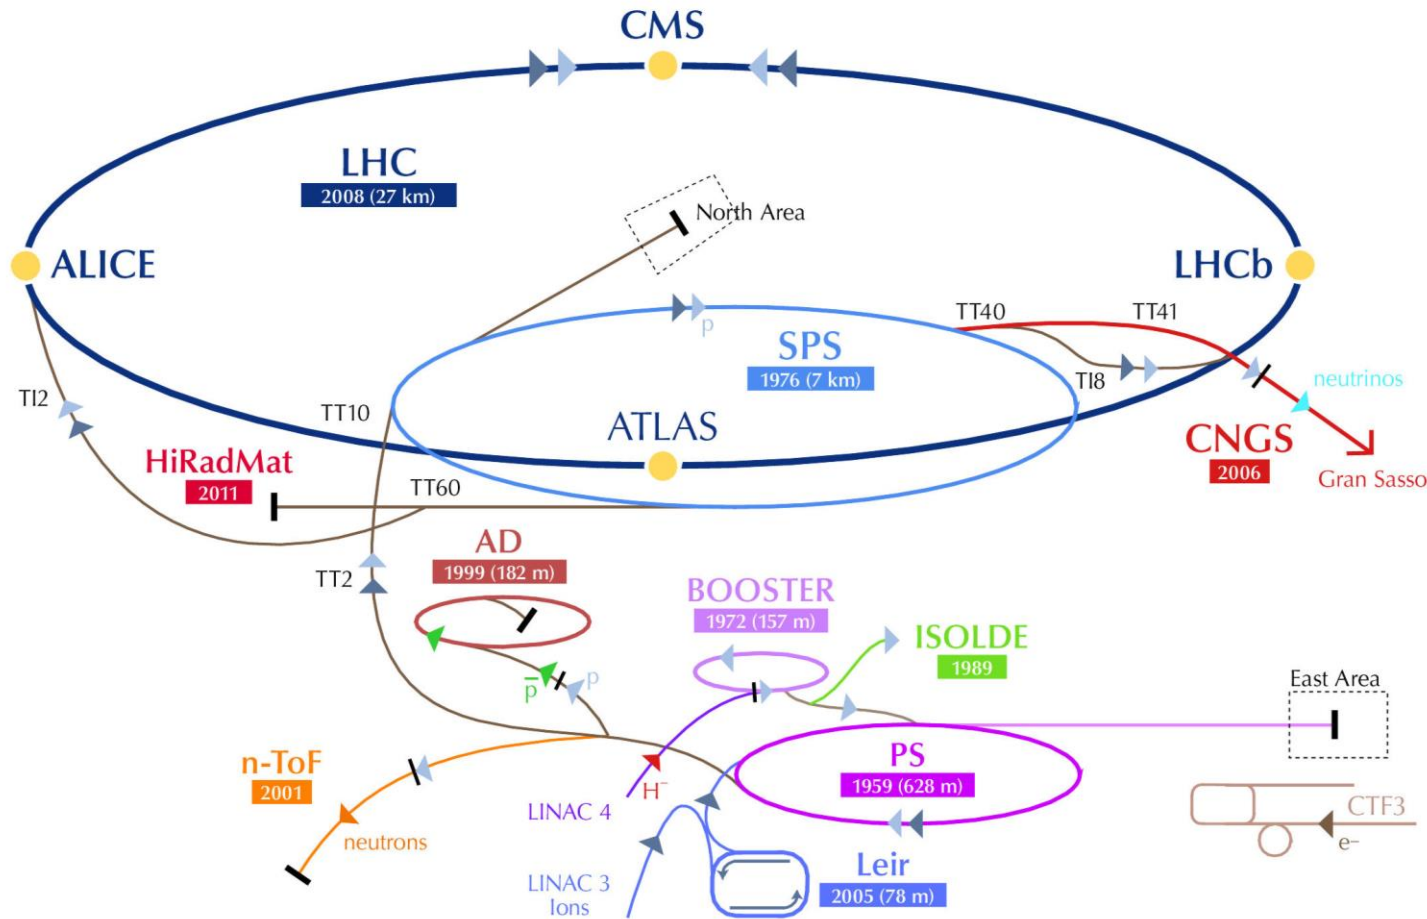 CMS
LHC
2008 (27 km)
North Area
ALICE
LHCb
TT40
TT41
p
SPS
1976 (7 km)
TI8
neutrinos
TI2
TT10
ATLAS
CNGS
2006
Gran Sasso
HiRadMat
2011
TT60
AD
1999 (182 m)
TT2
BOOSTER
1972 (157 m)
ISOLDE
1989
p̅
p
East Area
n-ToF
2001
PS
1959 (628 m)
H⁻
LINAC 4
CTF3
e⁻
neutrons
LINAC 3
Ions
Leir
2005 (78 m)